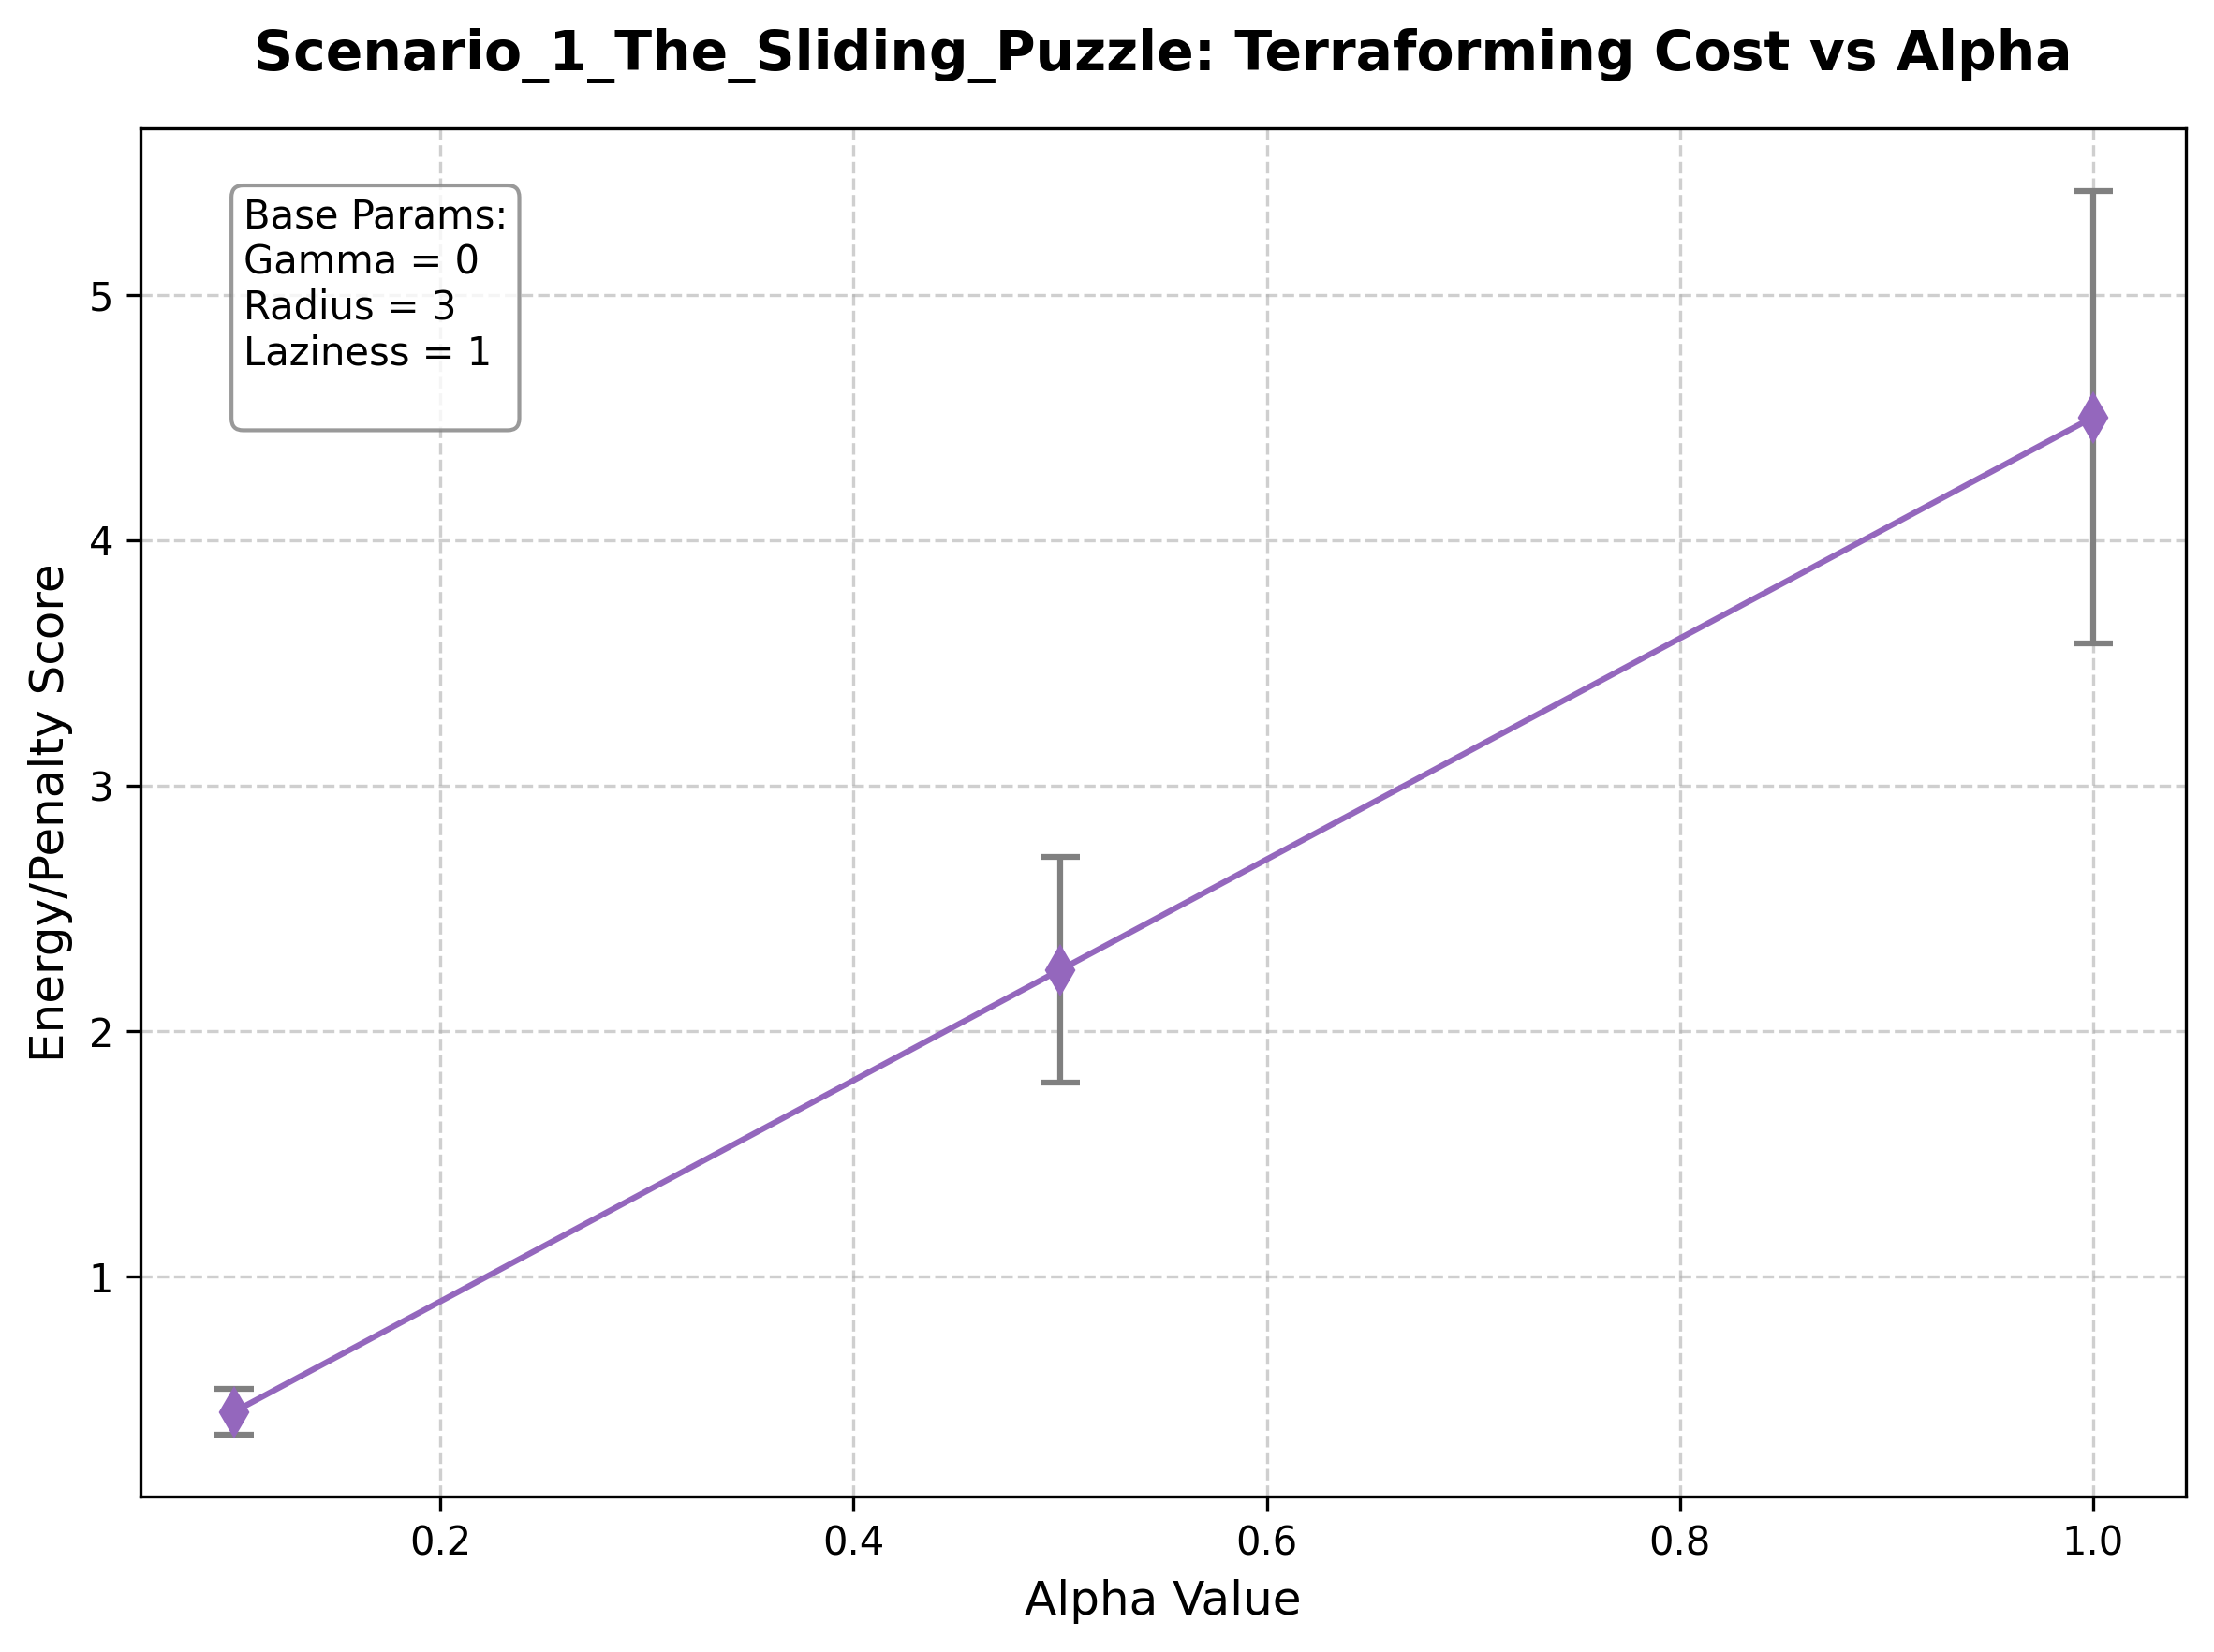 Scenario_1_The_Sliding_Puzzle: Terraforming Cost vs Alpha
Base Params:
Gamma = 0
Radius = 3
Laziness = 1
Energy/Penalty Score
5
4
3
2
1
0.2 0.4 0.6 0.8 1.0
Alpha Value